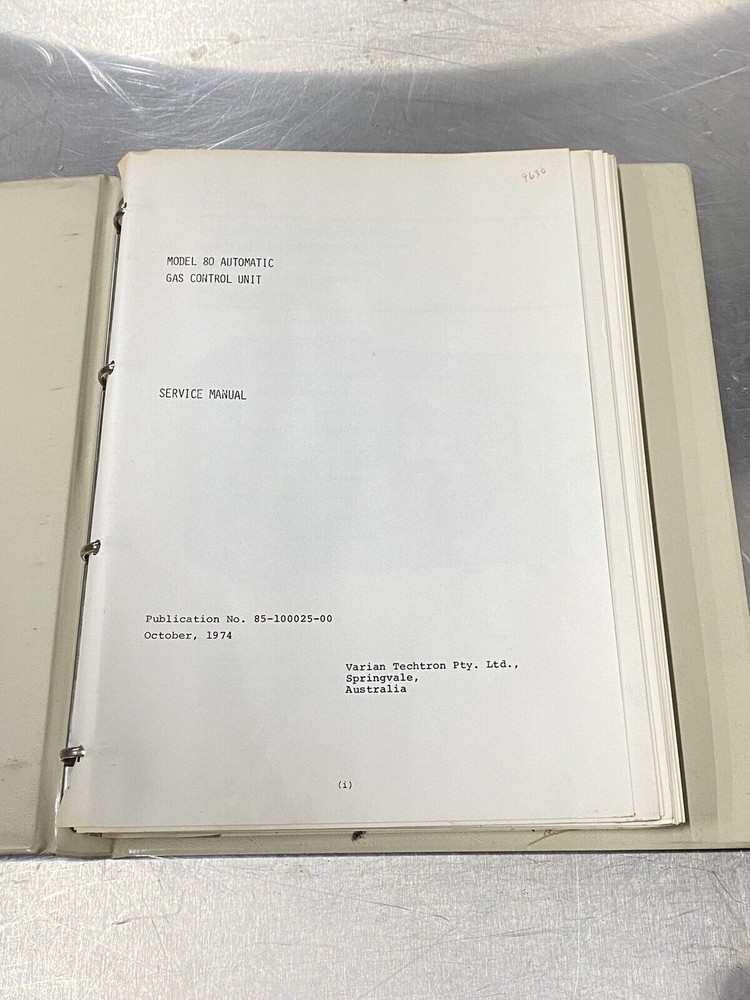 9630
MODEL 80 AUTOMATIC
GAS CONTROL UNIT
SERVICE MANUAL
Publication No. 85-100025-00
October, 1974
Varian Techtron Pty. Ltd.,
Springvale,
Australia
(i)